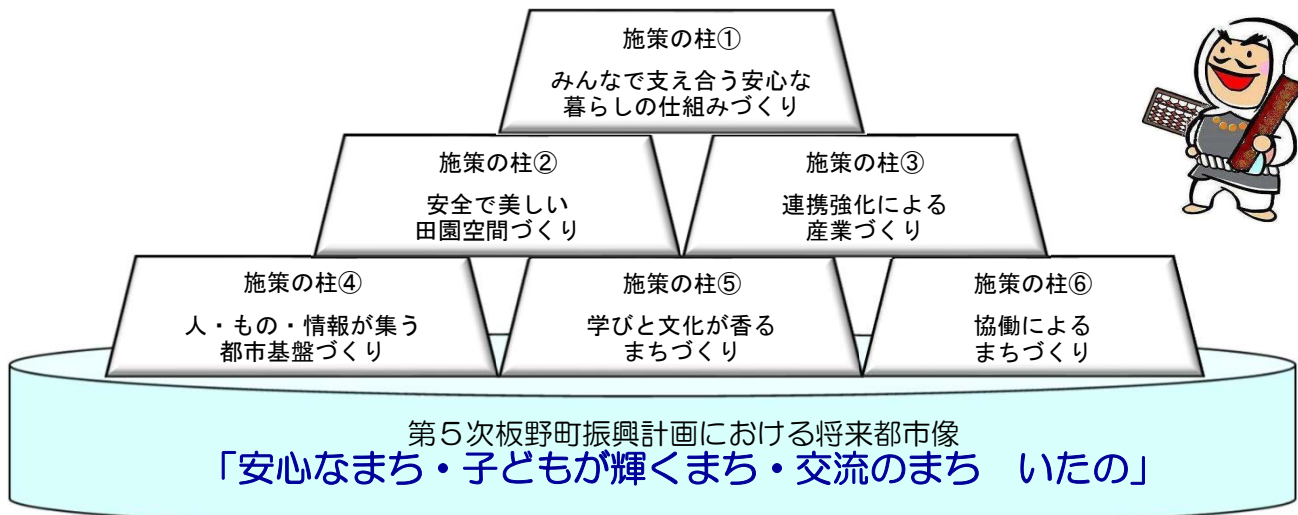 施策の柱①
みんなで支え合う安心な
暮らしの仕組みづくり
施策の柱②
安全で美しい
田園空間づくり
施策の柱③
連携強化による
産業づくり
施策の柱④
人・もの・情報が集う
都市基盤づくり
施策の柱⑤
学びと文化が香る
まちづくり
施策の柱⑥
協働による
まちづくり
第５次板野町振興計画における将来都市像
「安心なまち・子どもが輝くまち・交流のまち　いたの」